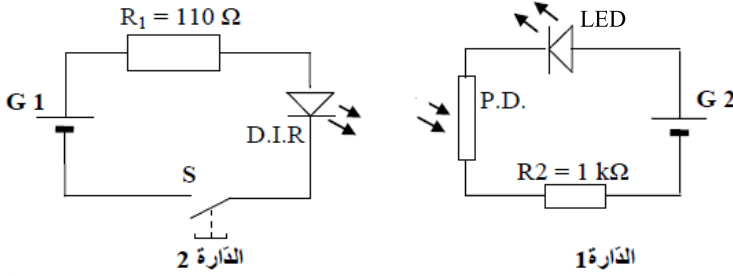 R1 = 110 Ω
G 1
D.I.R
S
الدّارة 2
LED
P.D.
G 2
R2 = 1 kΩ
الدّارة1